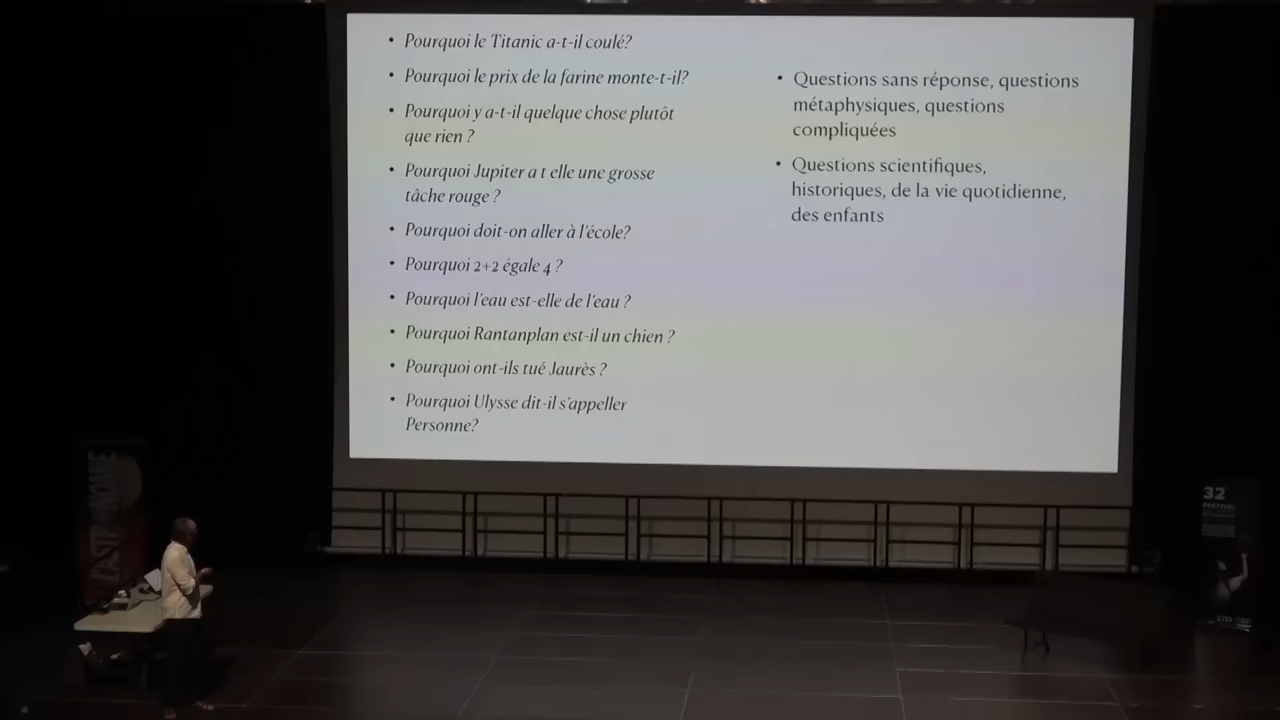 Pourquoi le Titanic a-t-il coulé?
Pourquoi le prix de la farine monte-t-il?
Pourquoi y a-t-il quelque chose plutôt
que rien ?
Pourquoi Jupiter a t elle une grosse
tâche rouge ?
Pourquoi doit-on aller à l'école?
Pourquoi 2+2 égale 4 ?
Pourquoi l'eau est-elle de l'eau ?
Pourquoi Rantanplan est-il un chien ?
Pourquoi ont-ils tué Jaurès ?
Pourquoi Ulysse dit-il s'appeller
Personne?
Questions sans réponse, questions
métaphysiques, questions
compliquées
Questions scientifiques,
historiques, de la vie quotidienne,
des enfants
32
FESTIVAL